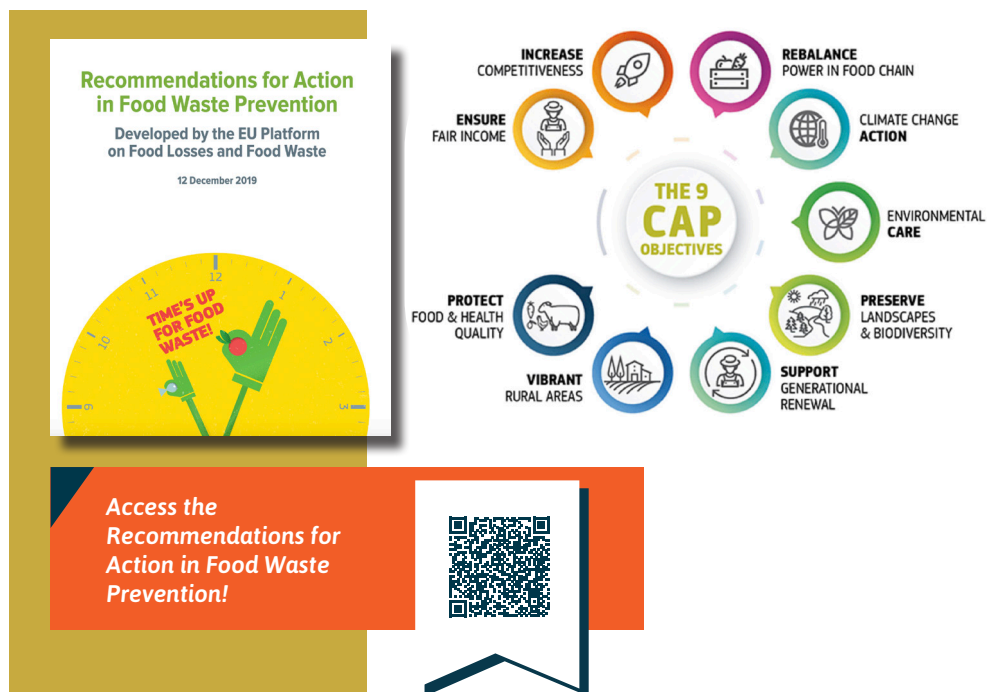 Recommendations for Action
in Food Waste Prevention
Developed by the EU Platform
on Food Losses and Food Waste
12 December 2019
9
10
11
12
1
2
3
TIME'S UP
FOR FOOD
WASTE!
THE 9
CAP
OBJECTIVES
INCREASE
COMPETITIVENESS
REBALANCE
POWER IN FOOD CHAIN
ENSURE
FAIR INCOME
CLIMATE CHANGE
ACTION
ENVIRONMENTAL
CARE
PROTECT
FOOD & HEALTH
QUALITY
PRESERVE
LANDSCAPES
& BIODIVERSITY
VIBRANT
RURAL AREAS
SUPPORT
GENERATIONAL
RENEWAL
Access the
Recommendations for
Action in Food Waste
Prevention!